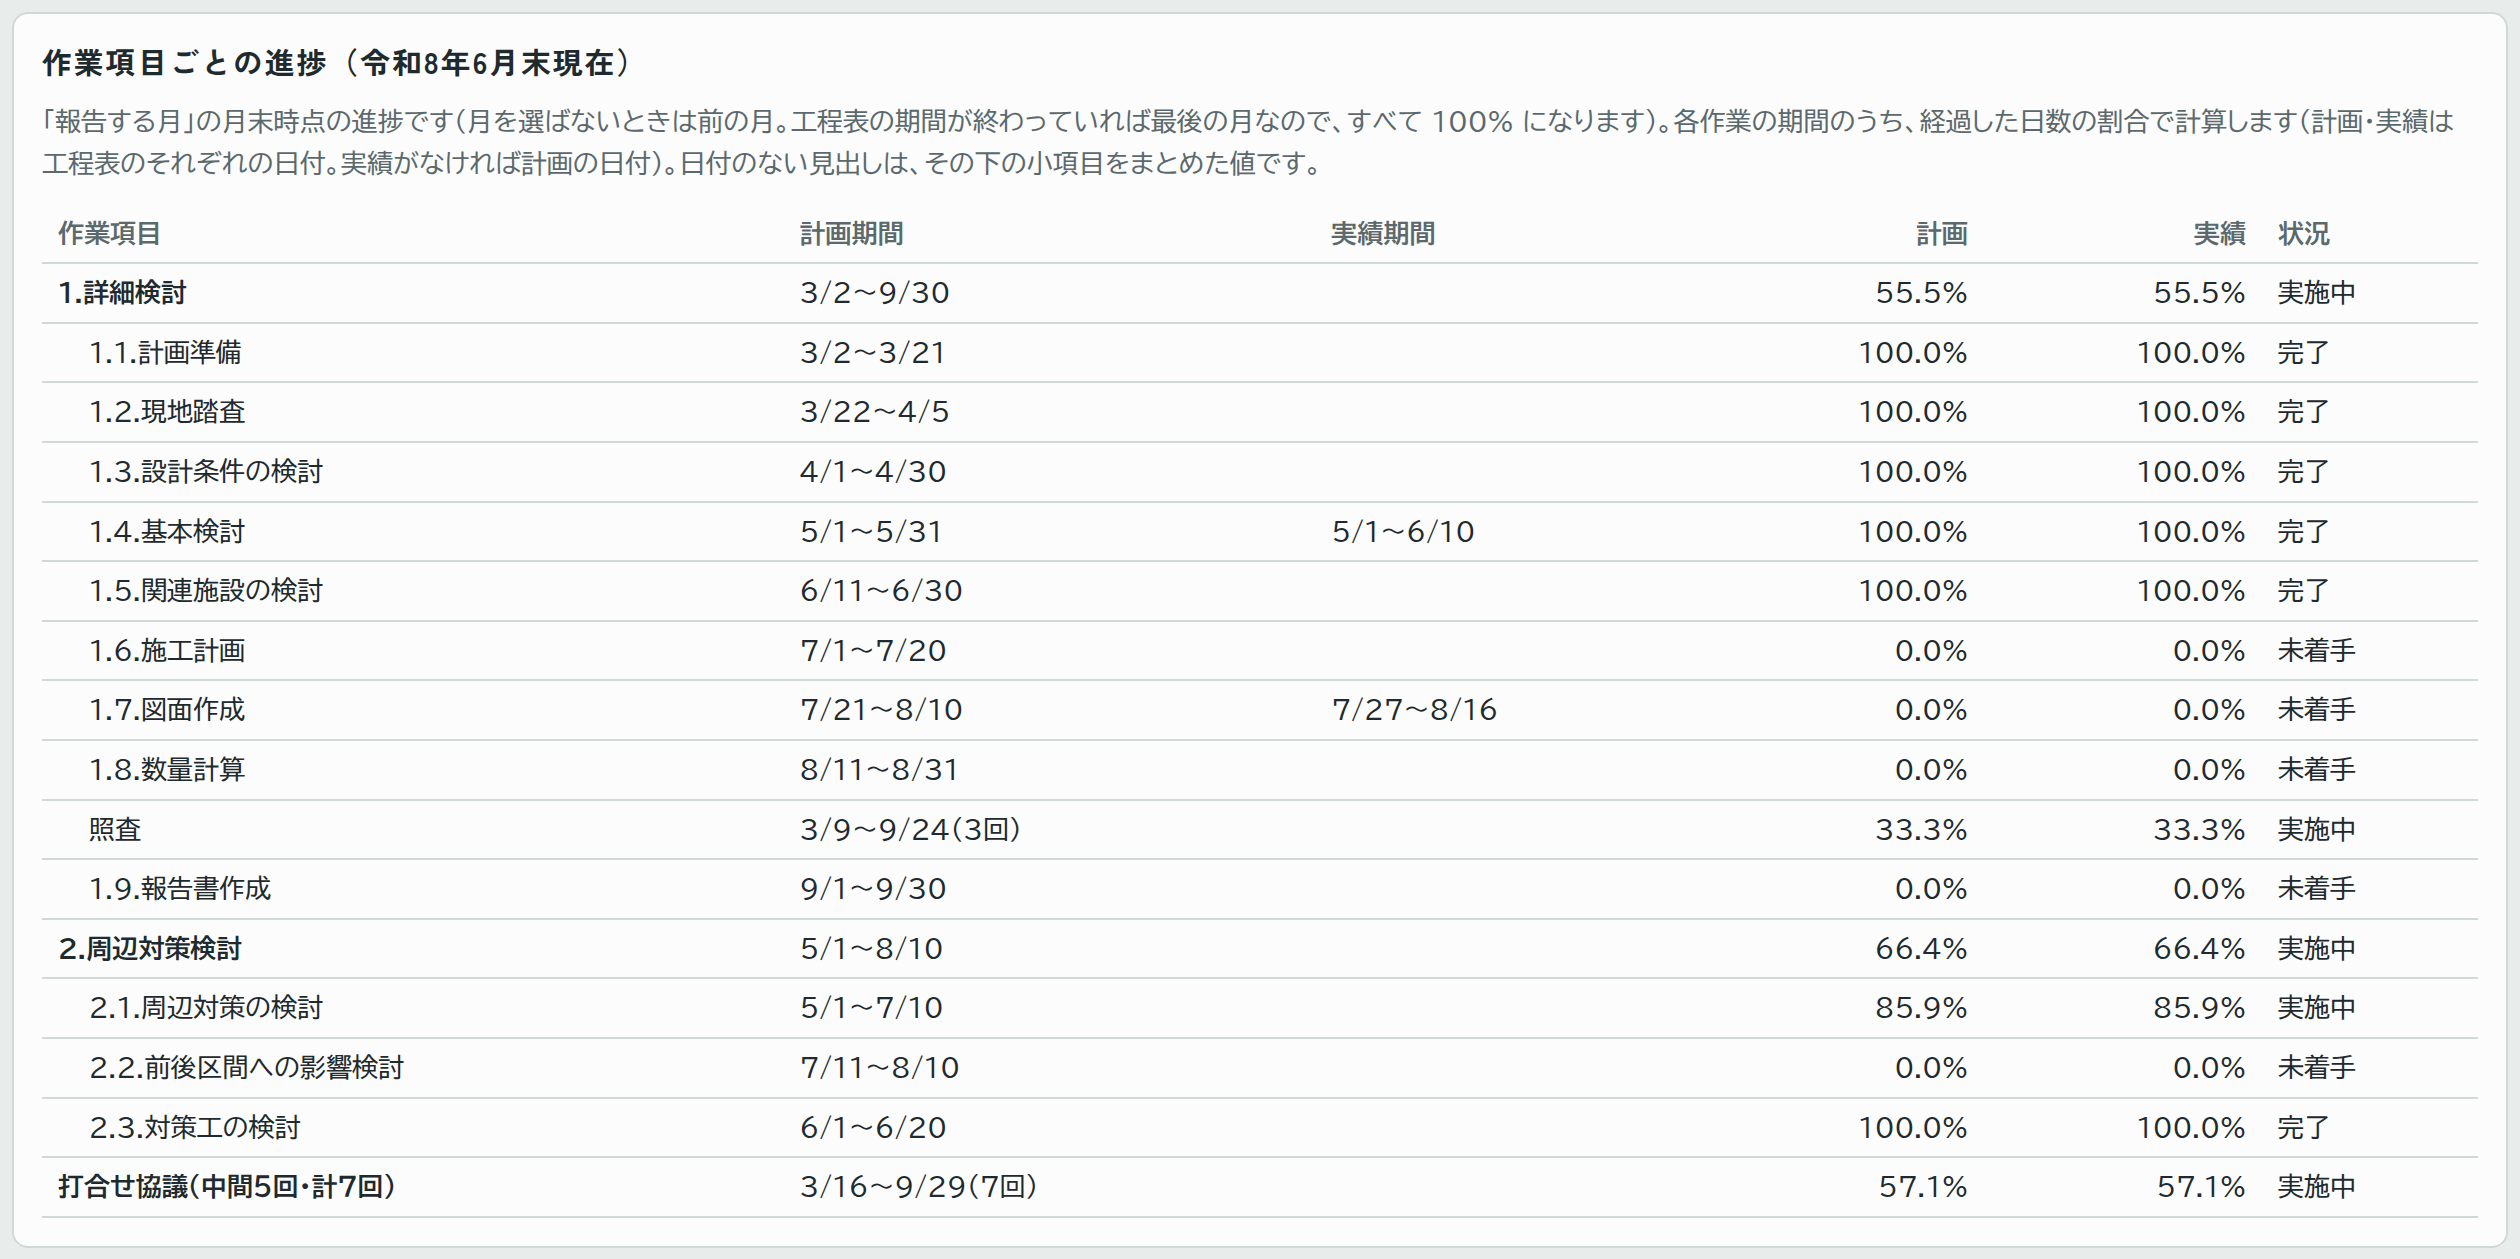 作業項目ごとの進捗（令和8年6月末現在）
「報告する月」の月末時点の進捗です（月を選ばないときは前の月。工程表の期間が終わっていれば最後の月なので、すべて 100% になります）。各作業の期間のうち、経過した日数の割合で計算します（計画・実績は
工程表のそれぞれの日付。実績がなければ計画の日付）。日付のない見出しは、その下の小項目をまとめた値です。
作業項目 計画期間 実績期間 計画 実績 状況
1.詳細検討 3/2～9/30 55.5% 55.5% 実施中
1.1.計画準備 3/2～3/21 100.0% 100.0% 完了
1.2.現地踏査 3/22～4/5 100.0% 100.0% 完了
1.3.設計条件の検討 4/1～4/30 100.0% 100.0% 完了
1.4.基本検討 5/1～5/31 5/1～6/10 100.0% 100.0% 完了
1.5.関連施設の検討 6/11～6/30 100.0% 100.0% 完了
1.6.施工計画 7/1～7/20 0.0% 0.0% 未着手
1.7.図面作成 7/21～8/10 7/27～8/16 0.0% 0.0% 未着手
1.8.数量計算 8/11～8/31 0.0% 0.0% 未着手
照査 3/9～9/24（3回） 33.3% 33.3% 実施中
1.9.報告書作成 9/1～9/30 0.0% 0.0% 未着手
2.周辺対策検討 5/1～8/10 66.4% 66.4% 実施中
2.1.周辺対策の検討 5/1～7/10 85.9% 85.9% 実施中
2.2.前後区間への影響検討 7/11～8/10 0.0% 0.0% 未着手
2.3.対策工の検討 6/1～6/20 100.0% 100.0% 完了
打合せ協議（中間5回・計7回） 3/16～9/29（7回） 57.1% 57.1% 実施中